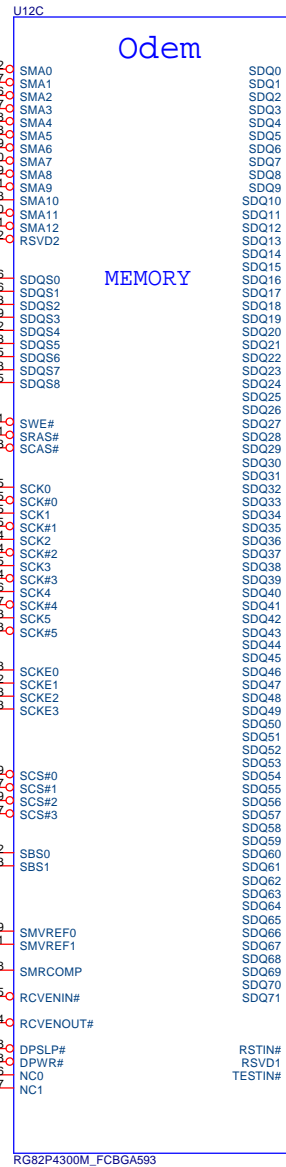 U12C
Odem
SMA0 SDQ0
SMA1 SDQ1
SMA2 SDQ2
SMA3 SDQ3
SMA4 SDQ4
SMA5 SDQ5
SMA6 SDQ6
SMA7 SDQ7
SMA8 SDQ8
SMA9 SDQ9
SMA10 SDQ10
SMA11 SDQ11
SMA12 SDQ12
RSVD2 SDQ13
SDQ14
SDQ15
SDQS0 MEMORY SDQ16
SDQS1 SDQ17
SDQS2 SDQ18
SDQS3 SDQ19
SDQS4 SDQ20
SDQS5 SDQ21
SDQS6 SDQ22
SDQS7 SDQ23
SDQS8 SDQ24
SDQ25
SDQ26
SWE# SDQ27
SRAS# SDQ28
SCAS# SDQ29
SDQ30
SDQ31
SCK0 SDQ32
SCK#0 SDQ33
SCK1 SDQ34
SCK#1 SDQ35
SCK2 SDQ36
SCK#2 SDQ37
SCK3 SDQ38
SCK#3 SDQ39
SCK4 SDQ40
SCK#4 SDQ41
SCK5 SDQ42
SCK#5 SDQ43
SDQ44
SDQ45
SCKE0 SDQ46
SCKE1 SDQ47
SCKE2 SDQ48
SCKE3 SDQ49
SDQ50
SDQ51
SDQ52
SDQ53
SCS#0 SDQ54
SCS#1 SDQ55
SCS#2 SDQ56
SCS#3 SDQ57
SDQ58
SDQ59
SBS0 SDQ60
SBS1 SDQ61
SDQ62
SDQ63
SDQ64
SDQ65
SMVREF0 SDQ66
SMVREF1 SDQ67
SDQ68
SMRCOMP SDQ69
SDQ70
RCVENIN# SDQ71
RCVENOUT#
DPSLP# RSTIN#
DPWR# RSVD1
NC0 TESTIN#
NC1
RG82P4300M_FCBGA593